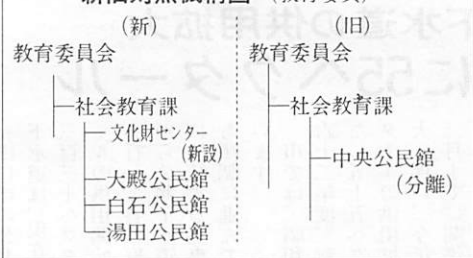 新旧対照機構図（教育委員）
（新）
教育委員会
社会教育課
文化財センター
（新設）
大殿公民館
白石公民館
湯田公民館
（旧）
教育委員会
社会教育課
中央公民館
（分離）